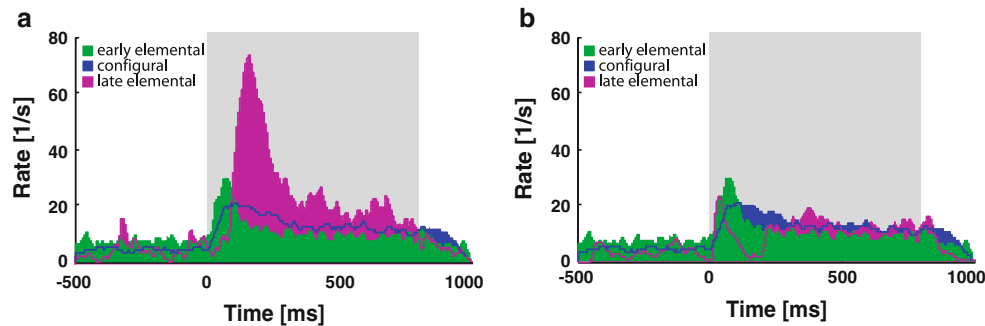 a
80
60
40
20
0
Rate [1/s]
early elemental
configural
late elemental
-500
0
500
1000
Time [ms]
b
80
60
40
20
0
Rate [1/s]
early elemental
configural
late elemental
-500
0
500
1000
Time [ms]